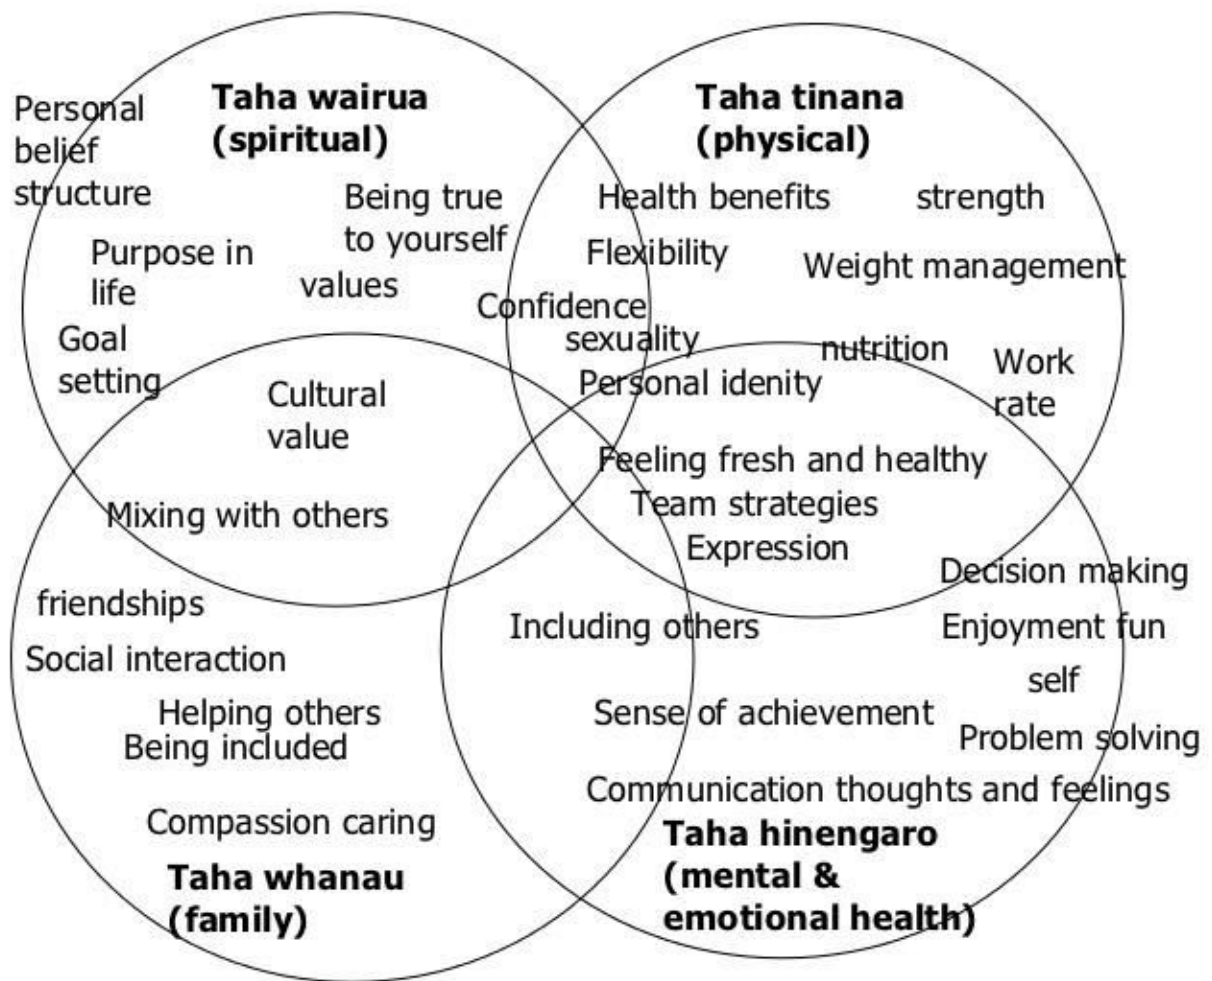 Taha wairua
(spiritual)
Personal
belief
structure
Being true
to yourself
Purpose in
life
values
Goal
setting
Taha tinana
(physical)
Health benefits
strength
Flexibility
Weight management
Confidence
sexuality
nutrition
Work
rate
Personal idenity
Cultural
value
Mixing with others
Feeling fresh and healthy
Team strategies
Expression
friendships
Social interaction
Helping others
Being included
Compassion caring
Taha whanau
(family)
Including others
Decision making
Enjoyment fun
self
Sense of achievement
Problem solving
Communication thoughts and feelings
Taha hinengaro
(mental &
emotional health)